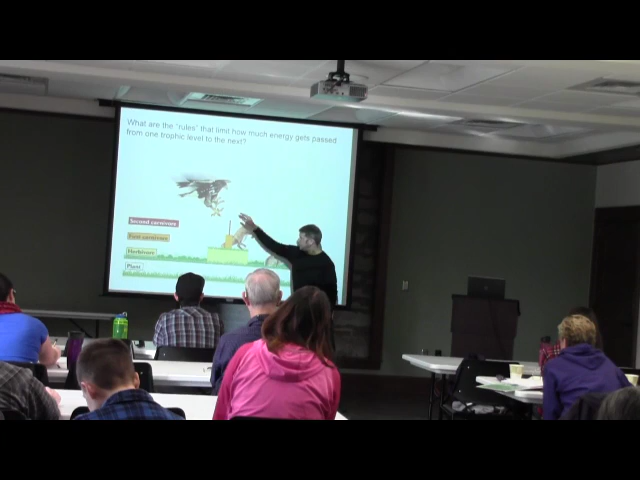 What are the "rules" that limit how much energy gets passed
from one trophic level to the next?
Second carnivore
First carnivore
Herbivore
Plant